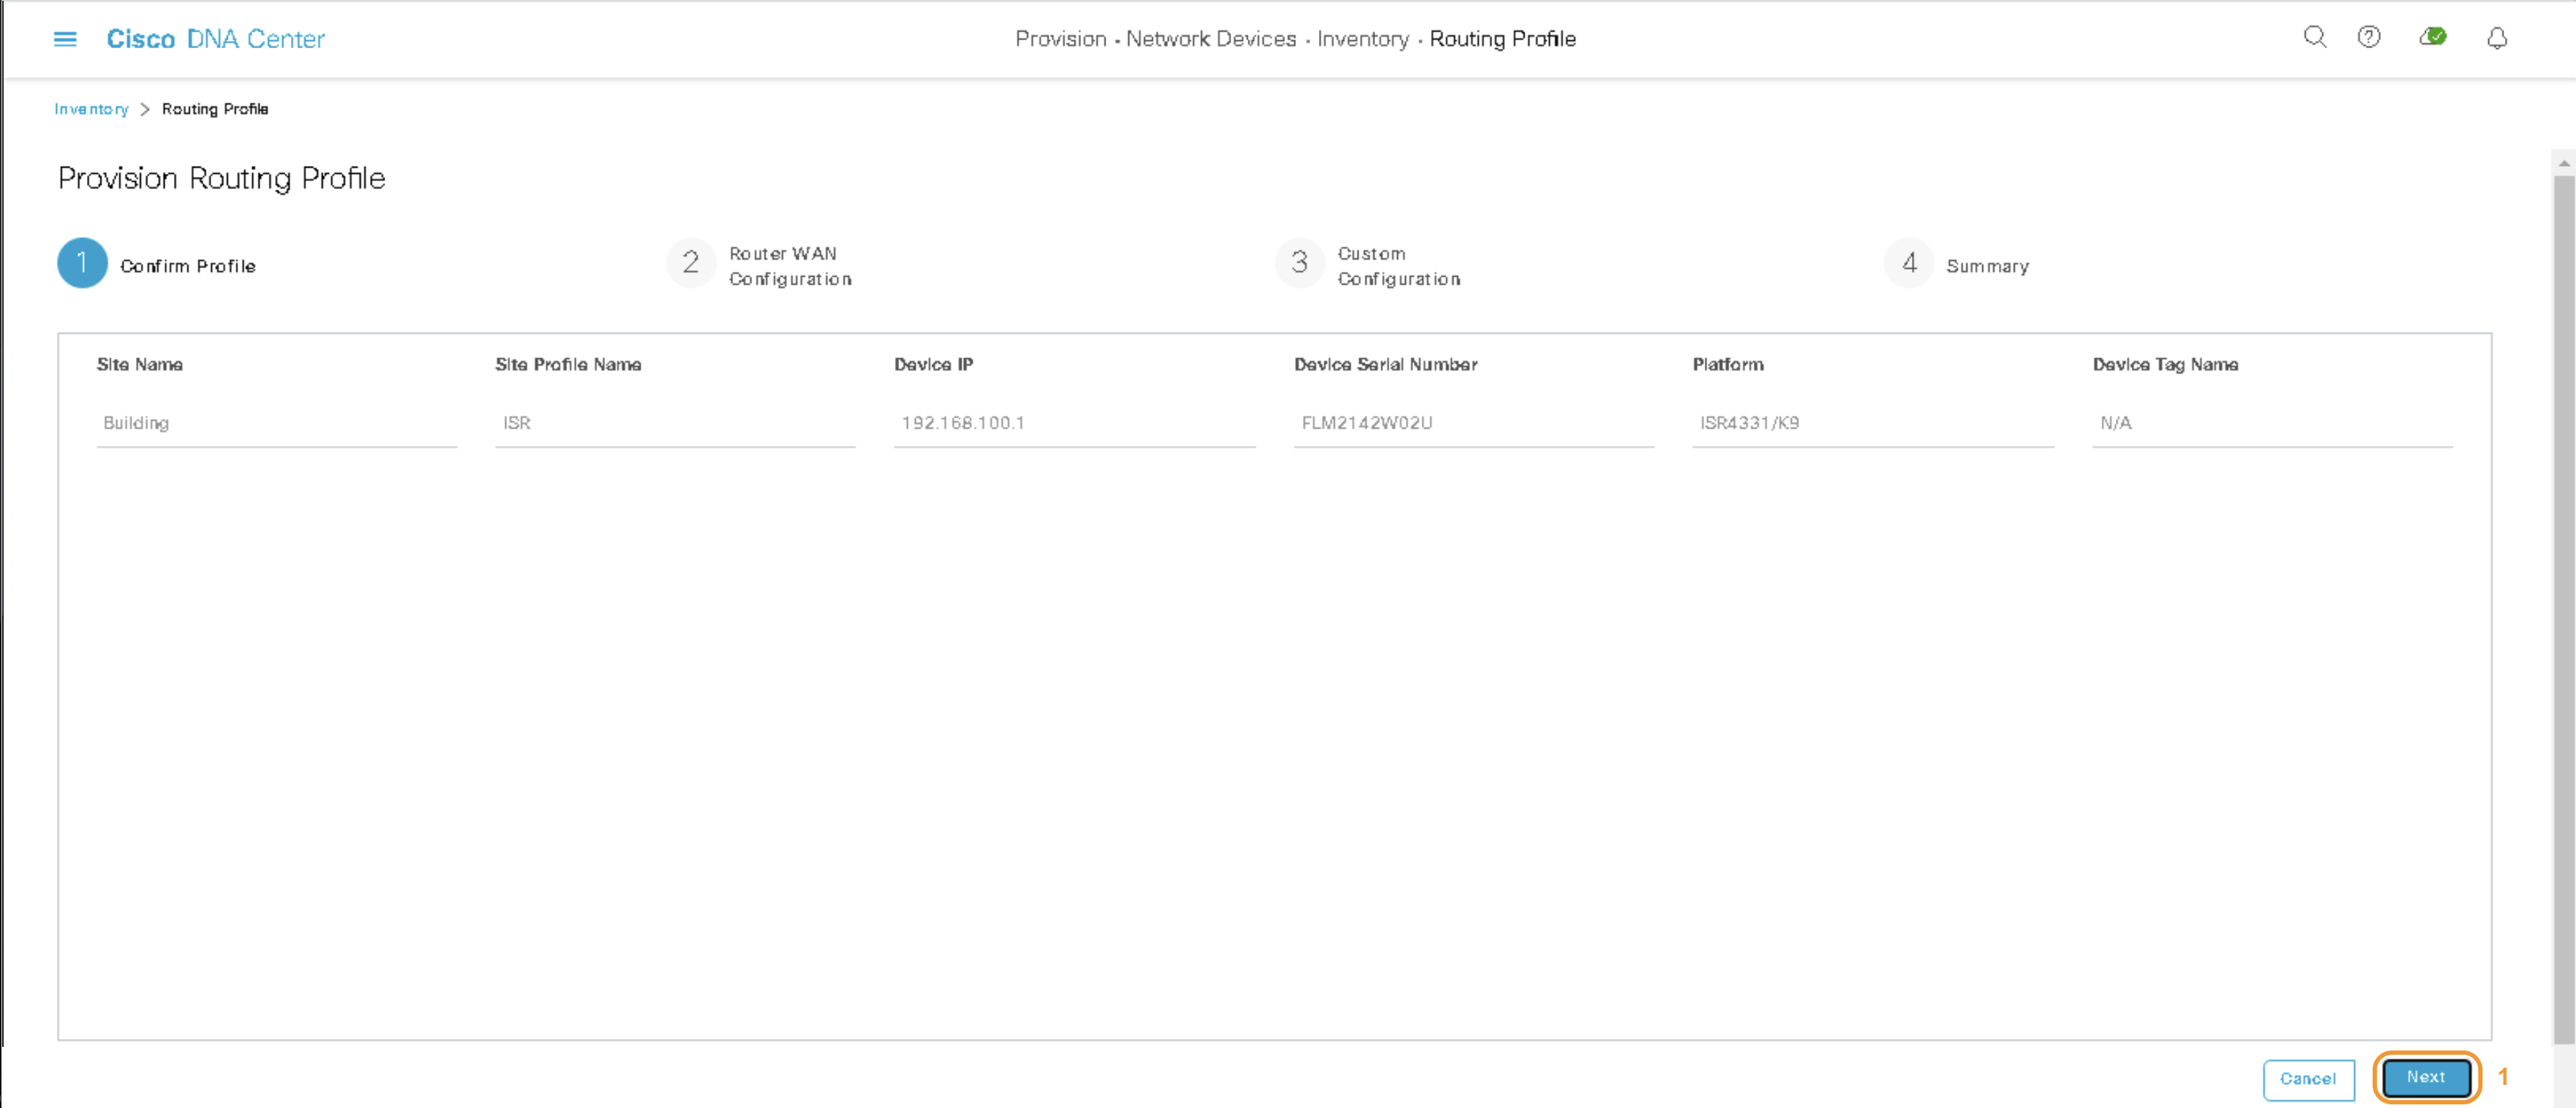 Cisco DNA Center
Provision · Network Devices · Inventory · Routing Profile
Inventory > Routing Profile
Provision Routing Profile
1 Confirm Profile
2 Router WAN
Configuration
3 Custom
Configuration
4 Summary
Site Name Site Profile Name Device IP Device Serial Number Platform Device Tag Name
Building ISR 192.168.100.1 FLM2142W02U ISR4331/K9 N/A
Cancel Next 1